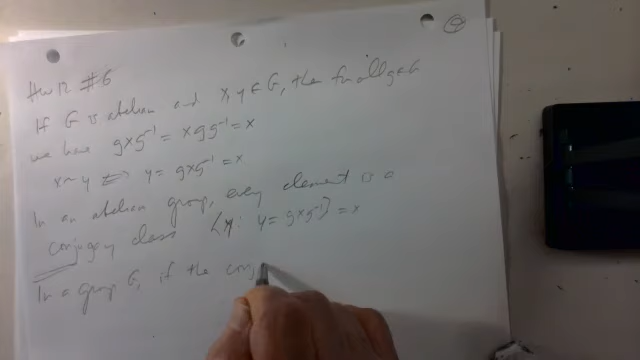 HW 12 #6
If G is abelian and x, y ∈ G, then for all g ∈ G
we have gxg⁻¹ = xgg⁻¹ = x
x ~ y ⟺ y = gxg⁻¹ = x
In an abelian group, every element is a
conjugacy class {y: y = gxg⁻¹} = x
In a group G, if the conj